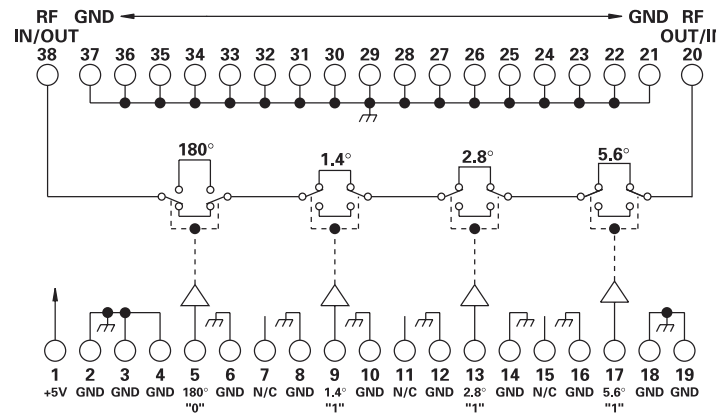 RF GND GND RF
IN/OUT OUT/IN
38 37 36 35 34 33 32 31 30 29 28 27 26 25 24 23 22 21 20
180° 1.4° 2.8° 5.6°
1 2 3 4 5 6 7 8 9 10 11 12 13 14 15 16 17 18 19
+5V GND GND GND 180° GND N/C GND 1.4° GND N/C GND 2.8° GND N/C GND 5.6° GND GND
"0" "1" "1" "1"